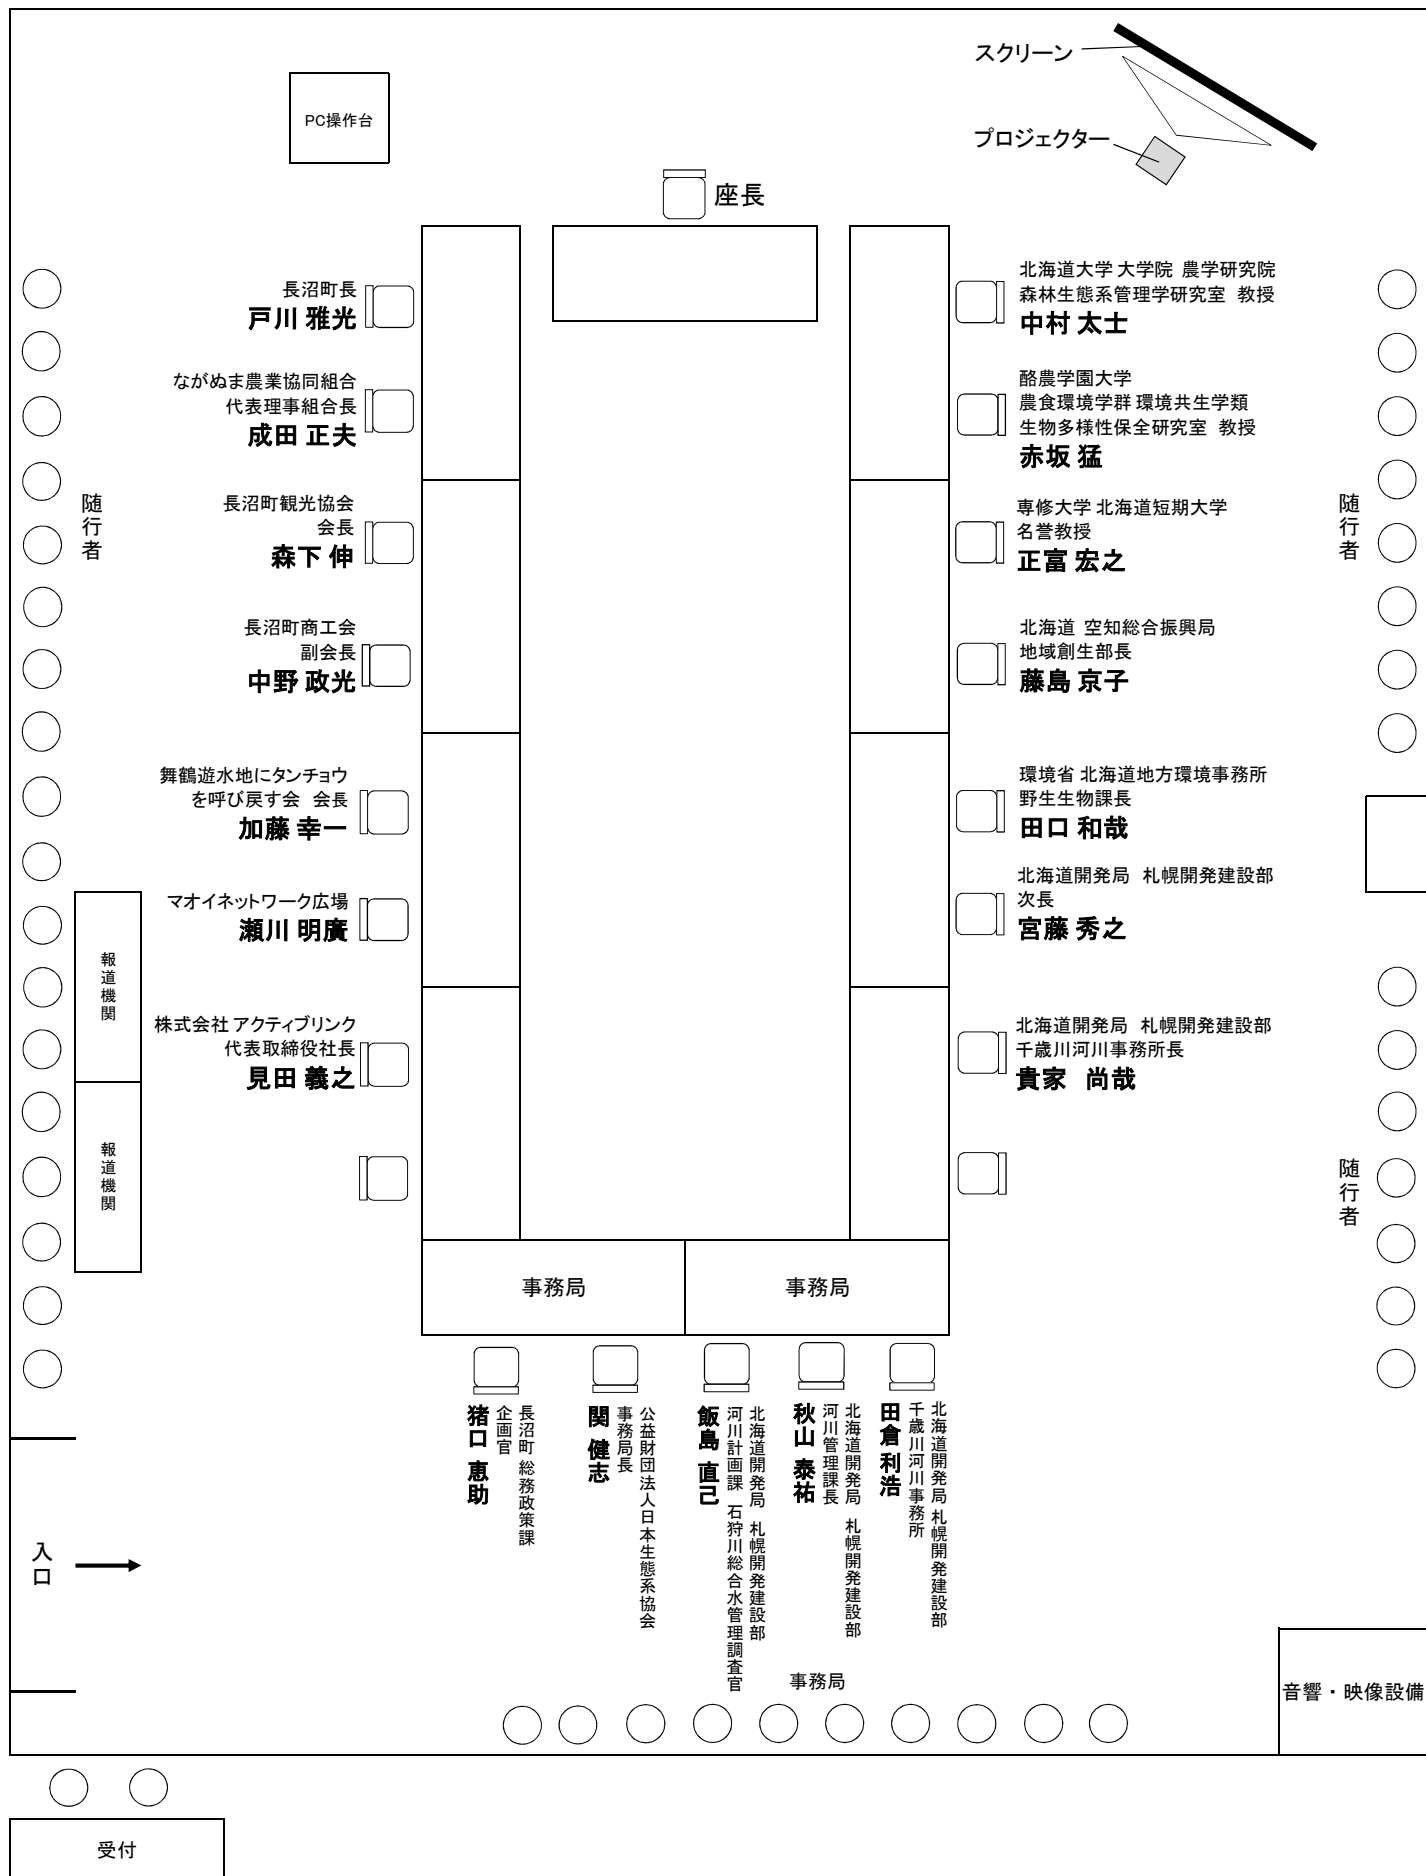 スクリーン
PC操作台
プロジェクター
座長
長沼町長
戸川 雅光
ながぬま農業協同組合
代表理事組合長
成田 正夫
長沼町観光協会
会長
森下 伸
長沼町商工会
副会長
中野 政光
舞鶴遊水地にタンチョウ
を呼び戻す会 会長
加藤 幸一
マオイネットワーク広場
瀬川 明廣
株式会社 アクティブリンク
代表取締役社長
見田 義之
北海道大学 大学院 農学研究院
森林生態系管理学研究室 教授
中村 太士
酪農学園大学
農食環境学群 環境共生学類
生物多様性保全研究室 教授
赤坂 猛
専修大学 北海道短期大学
名誉教授
正富 宏之
北海道 空知総合振興局
地域創生部長
藤島 京子
環境省 北海道地方環境事務所
野生生物課長
田口 和哉
北海道開発局 札幌開発建設部
次長
宮藤 秀之
北海道開発局 札幌開発建設部
千歳川河川事務所長
貴家 尚哉
随行者
随行者
報道機関
報道機関
随行者
事務局
事務局
長沼町 総務政策課
企画官
猪口 恵助
公益財団法人日本生態系協会
事務局長
関 健志
北海道開発局 札幌開発建設部
河川計画課 石狩川総合水管理調査官
飯島 直己
北海道開発局 札幌開発建設部
河川管理課長
秋山 泰祐
北海道開発局 札幌開発建設部
千歳川河川事務所
田倉 利浩
入口
事務局
音響・映像設備
受付